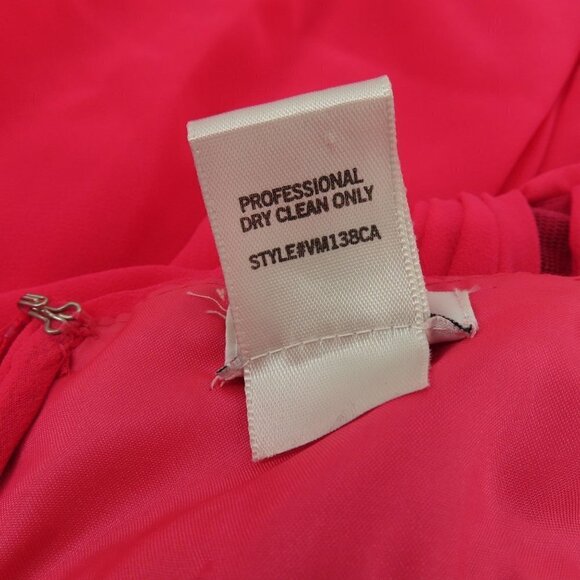 PROFESSIONAL
DRY CLEAN ONLY
STYLE#VM138CA